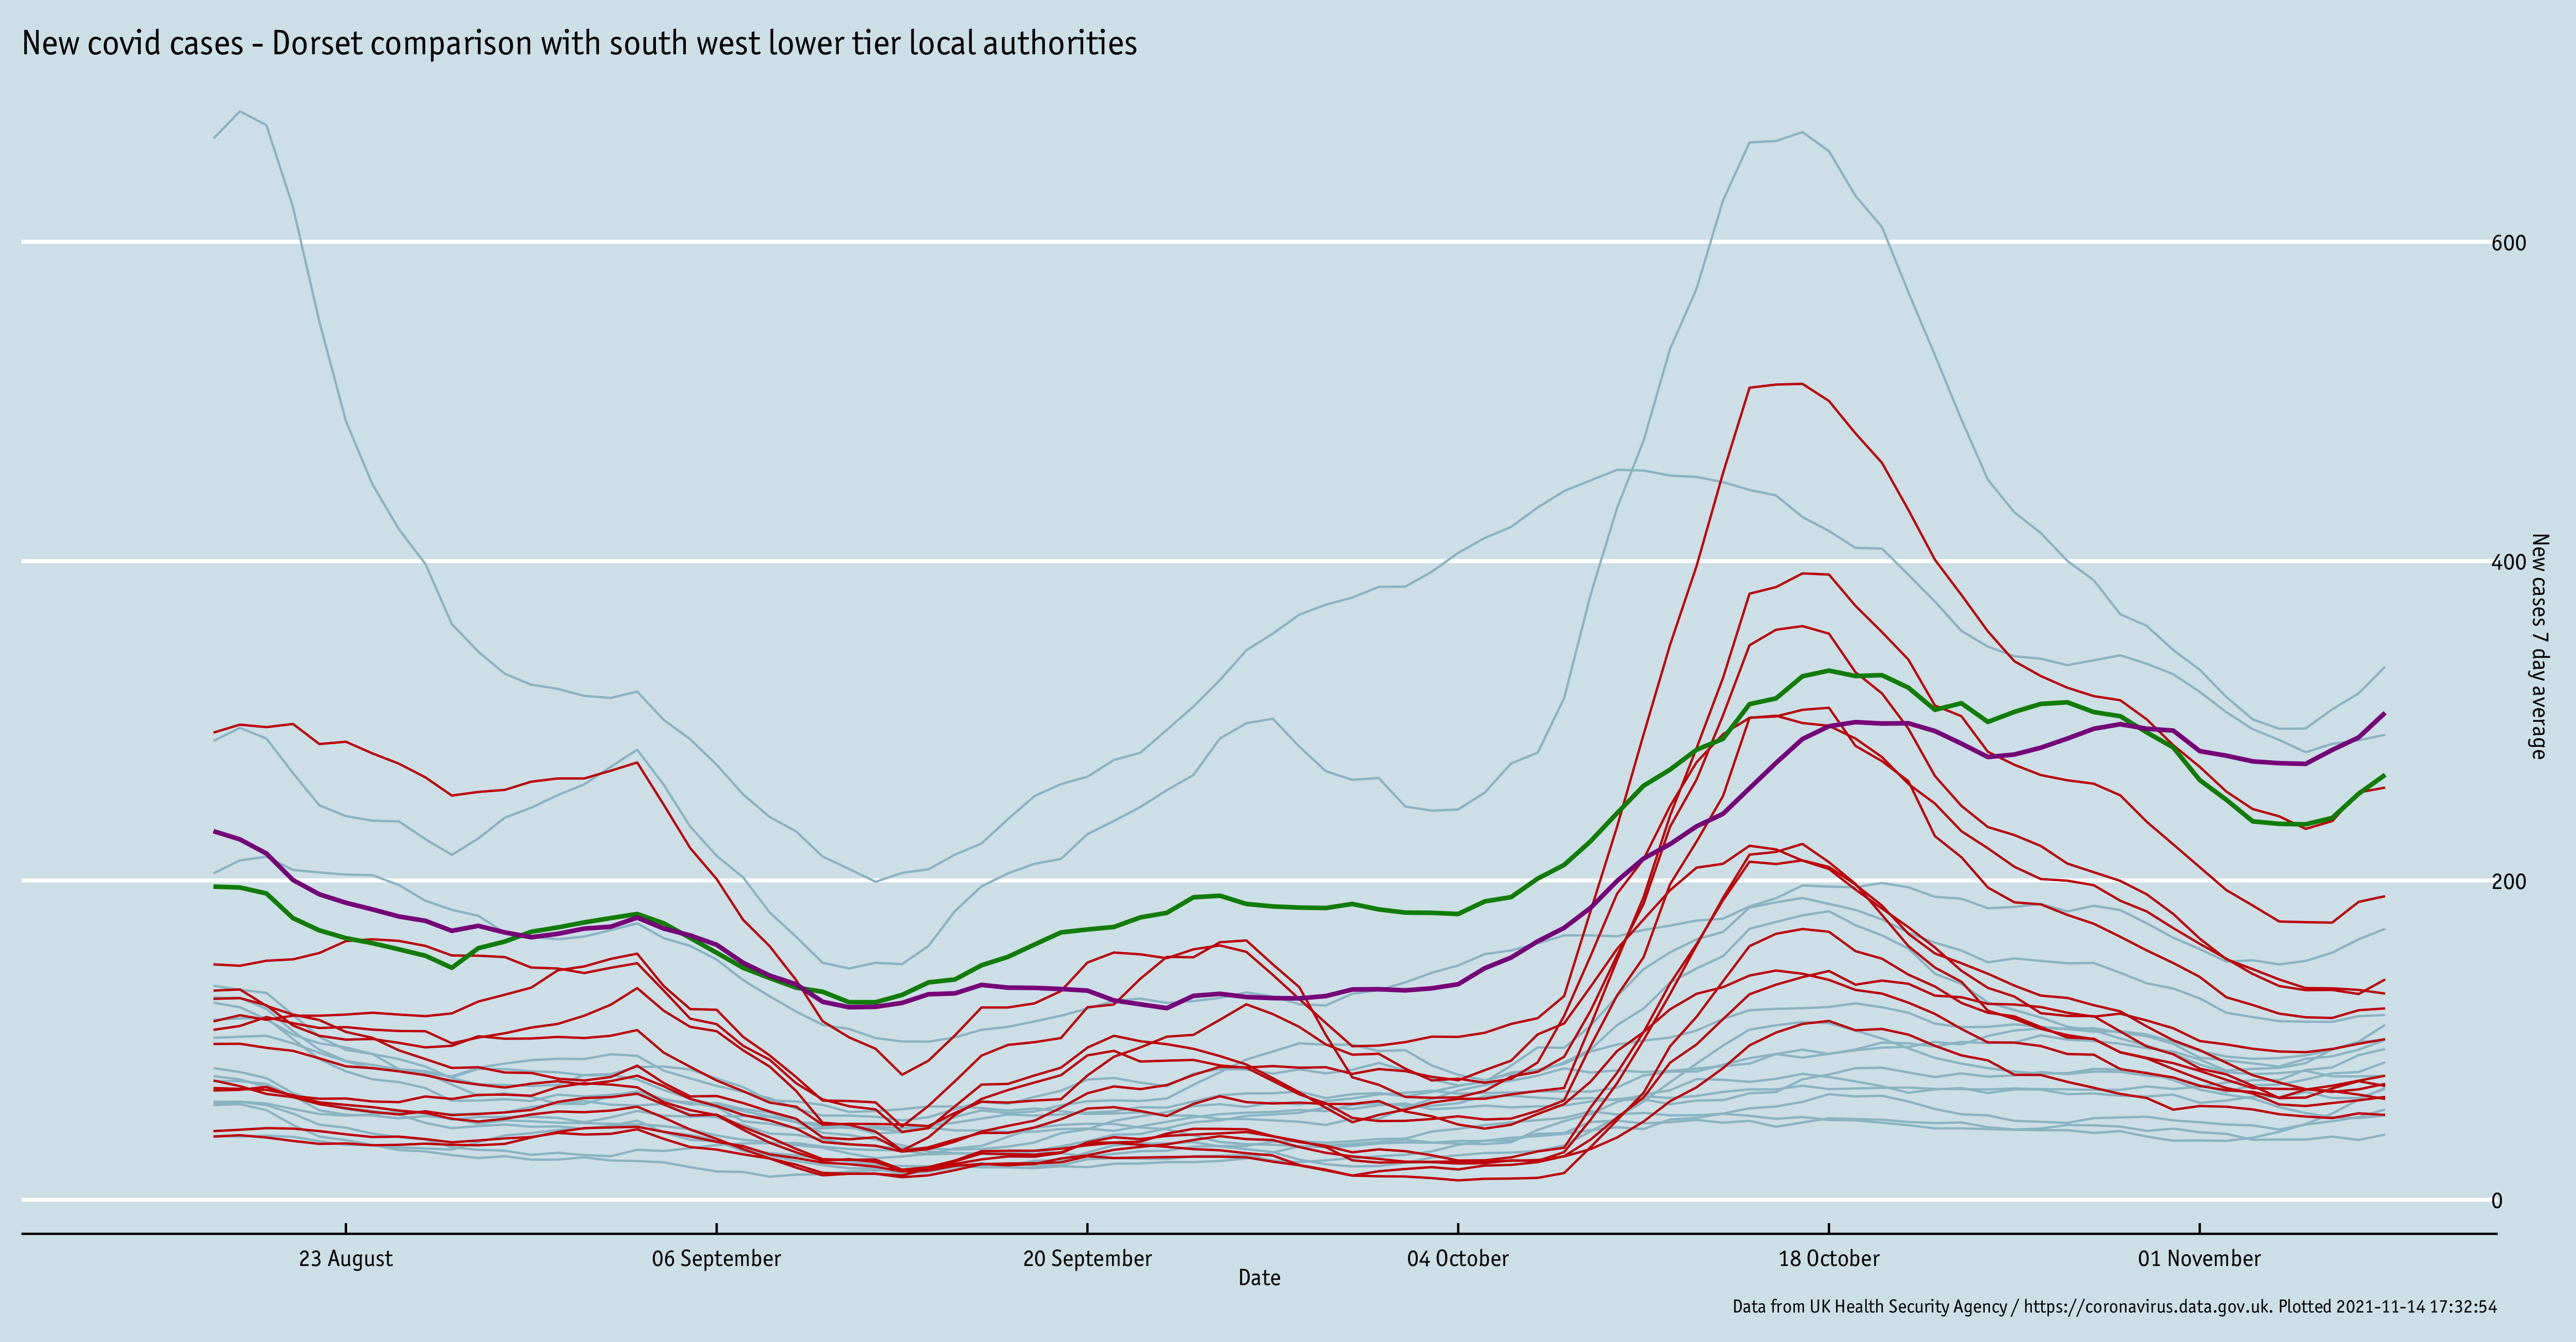 New covid cases - Dorset comparison with south west lower tier local authorities
600
400
200
0
New cases 7 day average
23 August
06 September
20 September
04 October
18 October
01 November
Date
Data from UK Health Security Agency / https://coronavirus.data.gov.uk. Plotted 2021-11-14 17:32:54